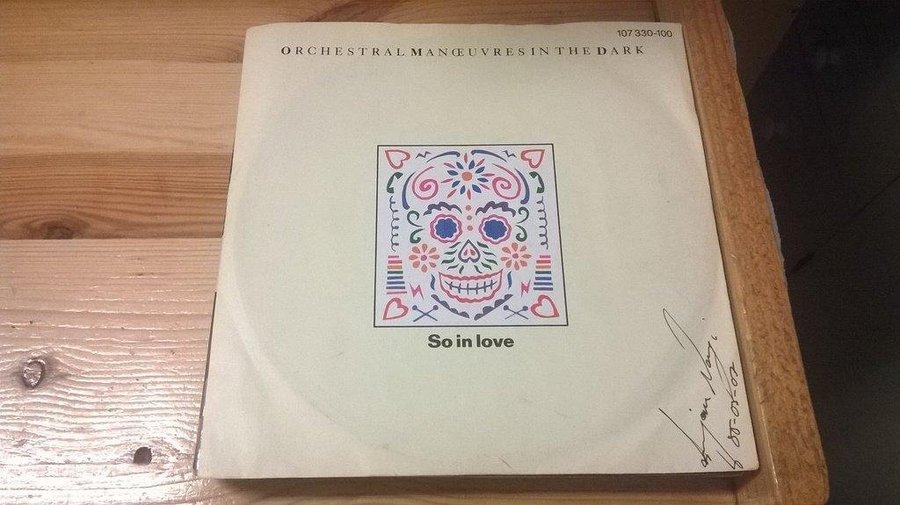 107 330-100
ORCHESTRAL MANŒUVRES IN THE DARK
So in love